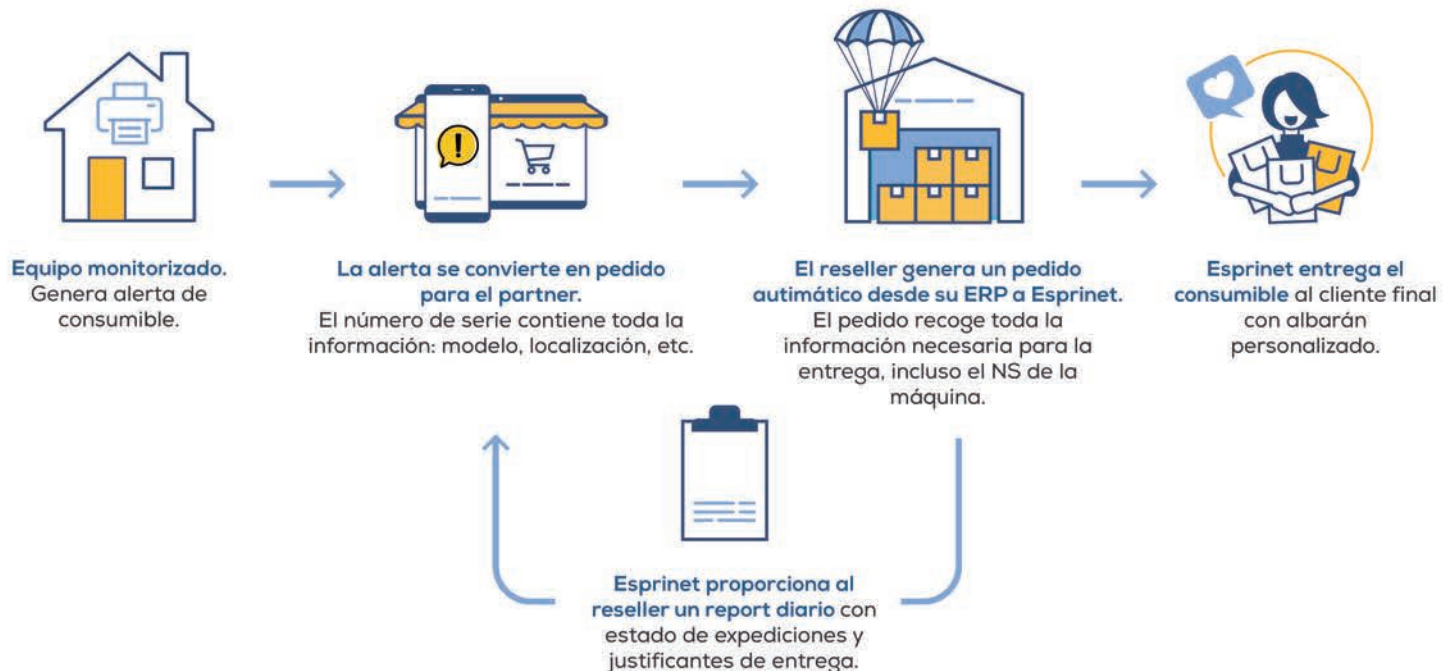 Equipo monitorizado.
Genera alerta de
consumible.
La alerta se convierte en pedido
para el partner.
El número de serie contiene toda la
información: modelo, localización, etc.
El reseller genera un pedido
autimático desde su ERP a Esprinet.
El pedido recoge toda la
información necesaria para la
entrega, incluso el NS de la
máquina.
Esprinet entrega el
consumible al cliente final
con albarán
personalizado.
Esprinet proporciona al
reseller un report diario con
estado de expediciones y
justificantes de entrega.